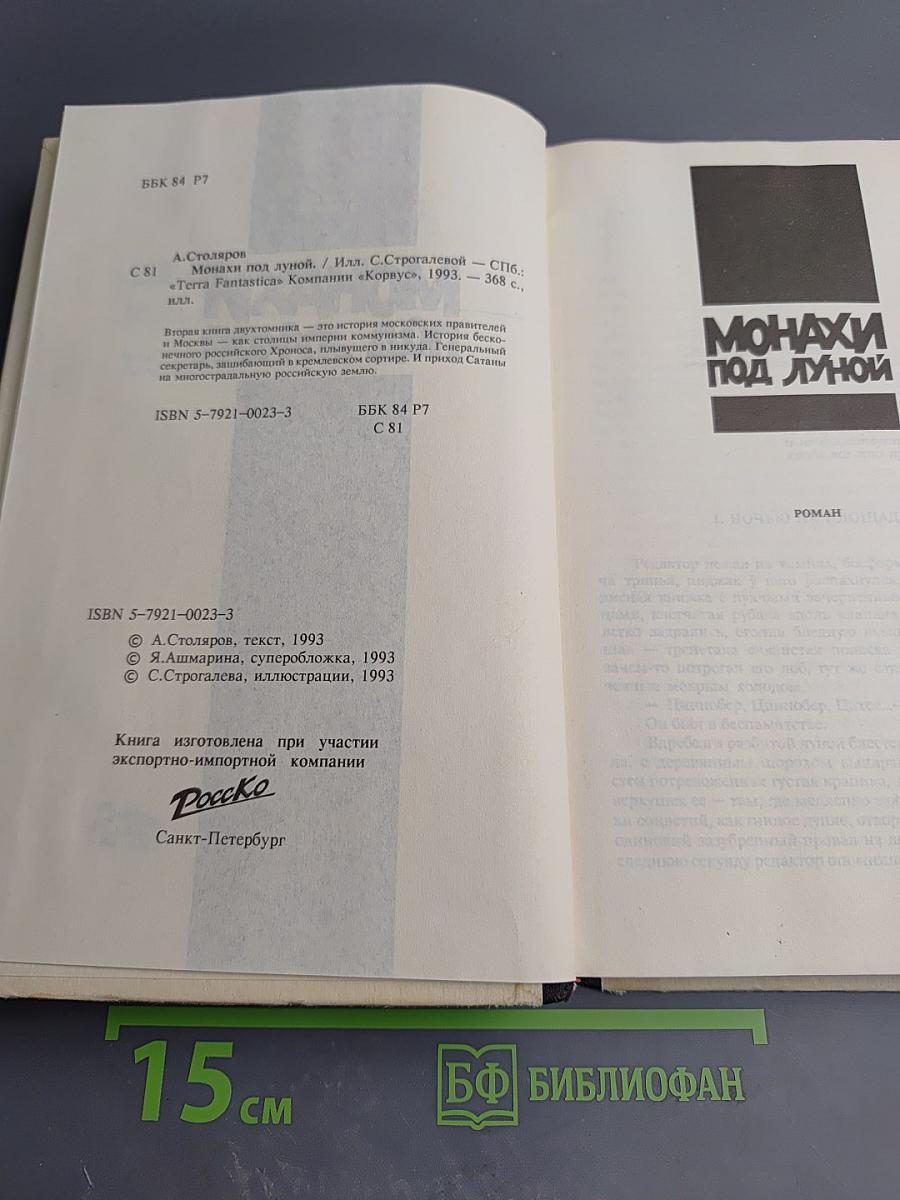 ББК 84 Р7
А.Столяров
С 81
Монахи под луной. / Илл. С.Строгалевой — СПб.:
«Terra Fantastica» Компании «Корвус», 1993. — 368 с.,
илл.
Вторая книга двухтомника — это история московских правителей
и Москвы — как столицы империи коммунизма. История беско-
нечного российского Хроноса, плывущего в никуда. Генеральный
секретарь, зашибающий в кремлевском сортире. И приход Сатаны
на многострадальную российскую землю.
ISBN 5–7921–0023–3
ББК 84 Р7
С 81
ISBN 5–7921–0023–3
© А.Столяров, текст, 1993
© Я.Ашмарина, суперобложка, 1993
© С.Строгалева, иллюстрации, 1993
Книга изготовлена при участии
экспортно-импортной компании
РоссКо
Санкт-Петербург
МОНАХИ
ПОД ЛУНОЙ
РОМАН
15 см
БФ БИБЛИОФАН